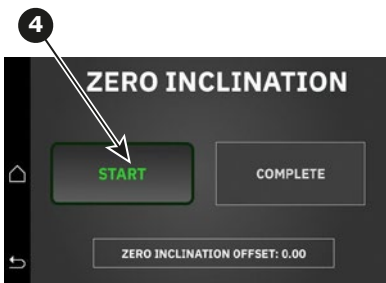 4
ZERO INCLINATION
START
COMPLETE
ZERO INCLINATION OFFSET: 0.00